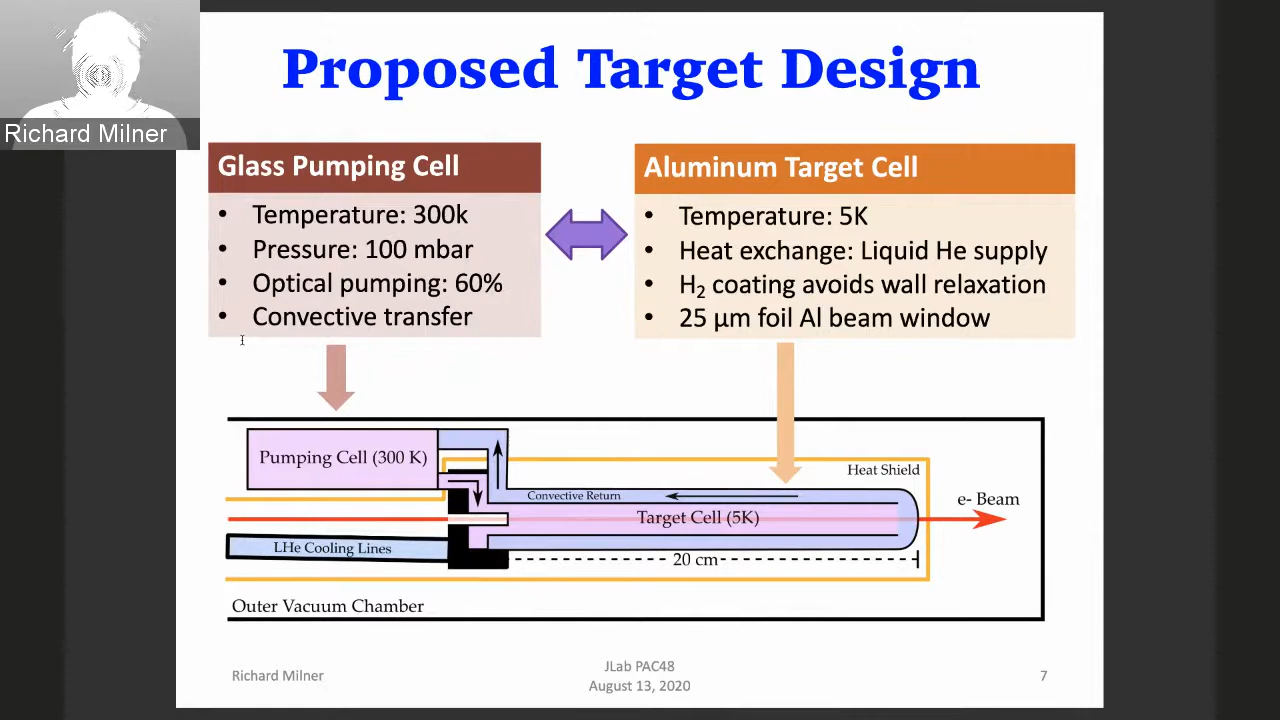 Proposed Target Design
Richard Milner
Glass Pumping Cell
• Temperature: 300k
• Pressure: 100 mbar
• Optical pumping: 60%
• Convective transfer
Aluminum Target Cell
• Temperature: 5K
• Heat exchange: Liquid He supply
• H₂ coating avoids wall relaxation
• 25 μm foil Al beam window
Pumping Cell (300 K)
Heat Shield
Convective Return
e- Beam
Target Cell (5K)
LHe Cooling Lines
20 cm
Outer Vacuum Chamber
Richard Milner
JLab PAC48
August 13, 2020
7